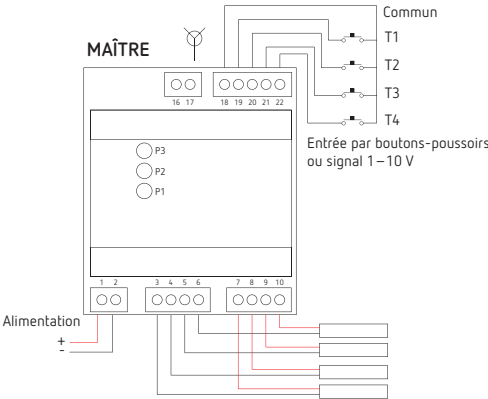 Commun
T1
MAÎTRE
T2
T3
16 17 18 19 20 21 22
T4
Entrée par boutons-poussoirs
ou signal 1–10 V
P3
P2
P1
1 2 3 4 5 6 7 8 9 10
Alimentation
+
-